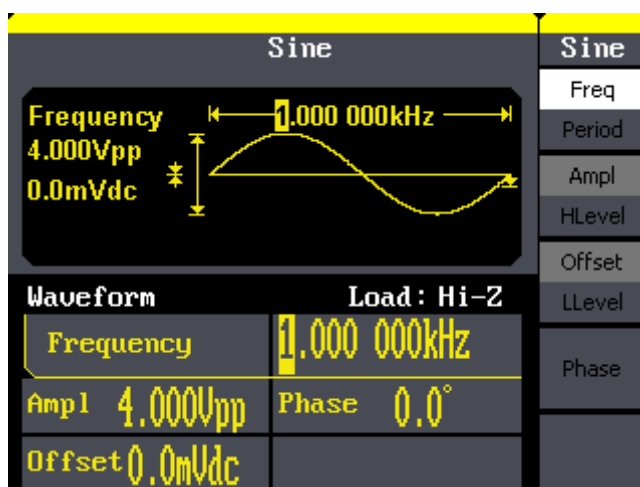 Sine
Frequency
1.000 000kHz
4.000Vpp
0.0mVdc
Waveform
Load: Hi-Z
Frequency
1.000 000kHz
Ampl 4.000Vpp
Phase 0.0°
Offset 0.0mVdc
Sine
Freq
Period
Ampl
HLevel
Offset
LLevel
Phase